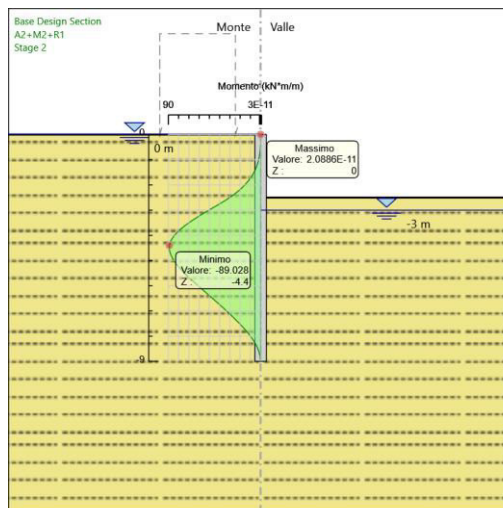 Base Design Section
A2+M2+R1
Stage 2
Monte Valle
Momento (kN*m/m)
90 3E-11
0
0 m
Massimo
Valore: 2.0886E-11
Z : 0
-3 m
Minimo
Valore: -89.028
Z : -4.4
-9